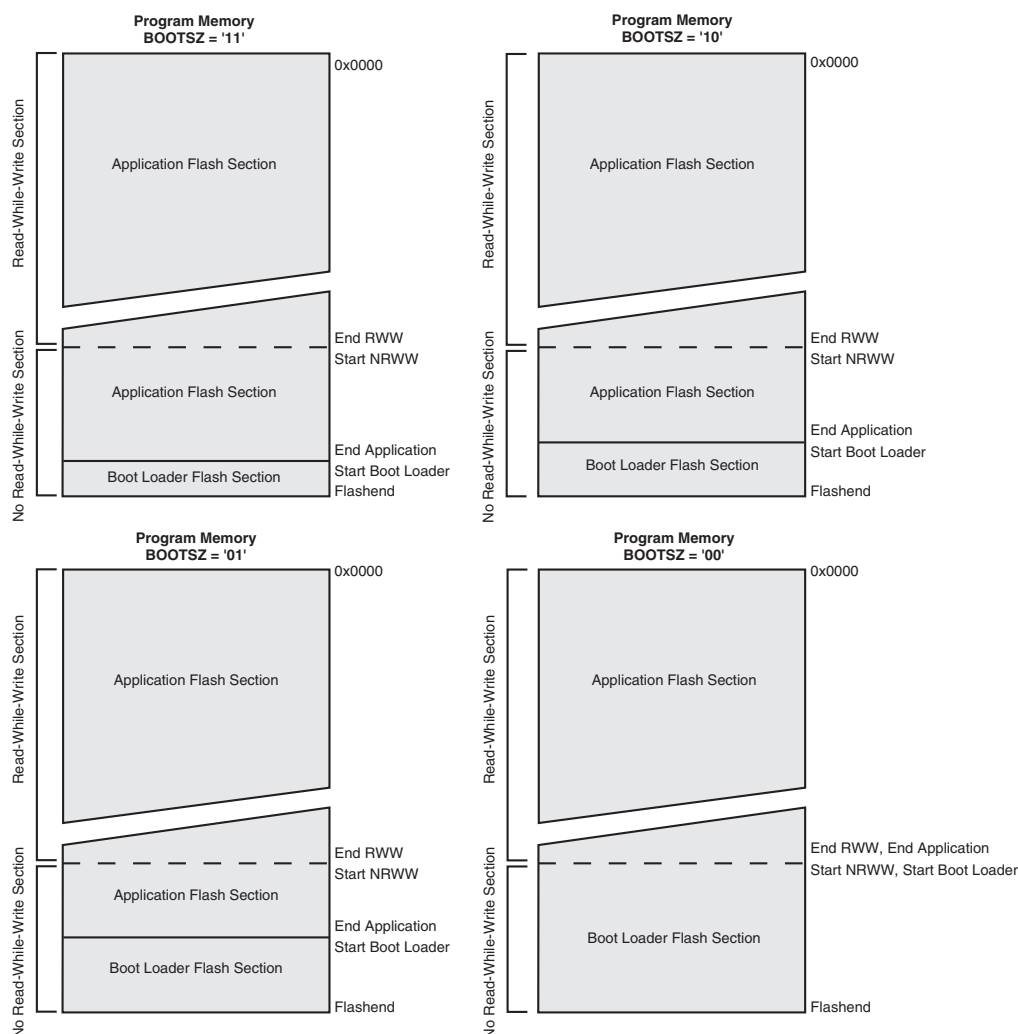 Program Memory
BOOTSZ = '11'
Read-While-Write Section
No Read-While-Write Section
0x0000
Application Flash Section
End RWW
Start NRWW
Application Flash Section
End Application
Start Boot Loader
Boot Loader Flash Section
Flashend
Program Memory
BOOTSZ = '10'
Read-While-Write Section
No Read-While-Write Section
0x0000
Application Flash Section
End RWW
Start NRWW
Application Flash Section
End Application
Start Boot Loader
Boot Loader Flash Section
Flashend
Program Memory
BOOTSZ = '01'
Read-While-Write Section
No Read-While-Write Section
0x0000
Application Flash Section
End RWW
Start NRWW
Application Flash Section
End Application
Start Boot Loader
Boot Loader Flash Section
Flashend
Program Memory
BOOTSZ = '00'
Read-While-Write Section
No Read-While-Write Section
0x0000
Application Flash Section
End RWW, End Application
Start NRWW, Start Boot Loader
Boot Loader Flash Section
Flashend